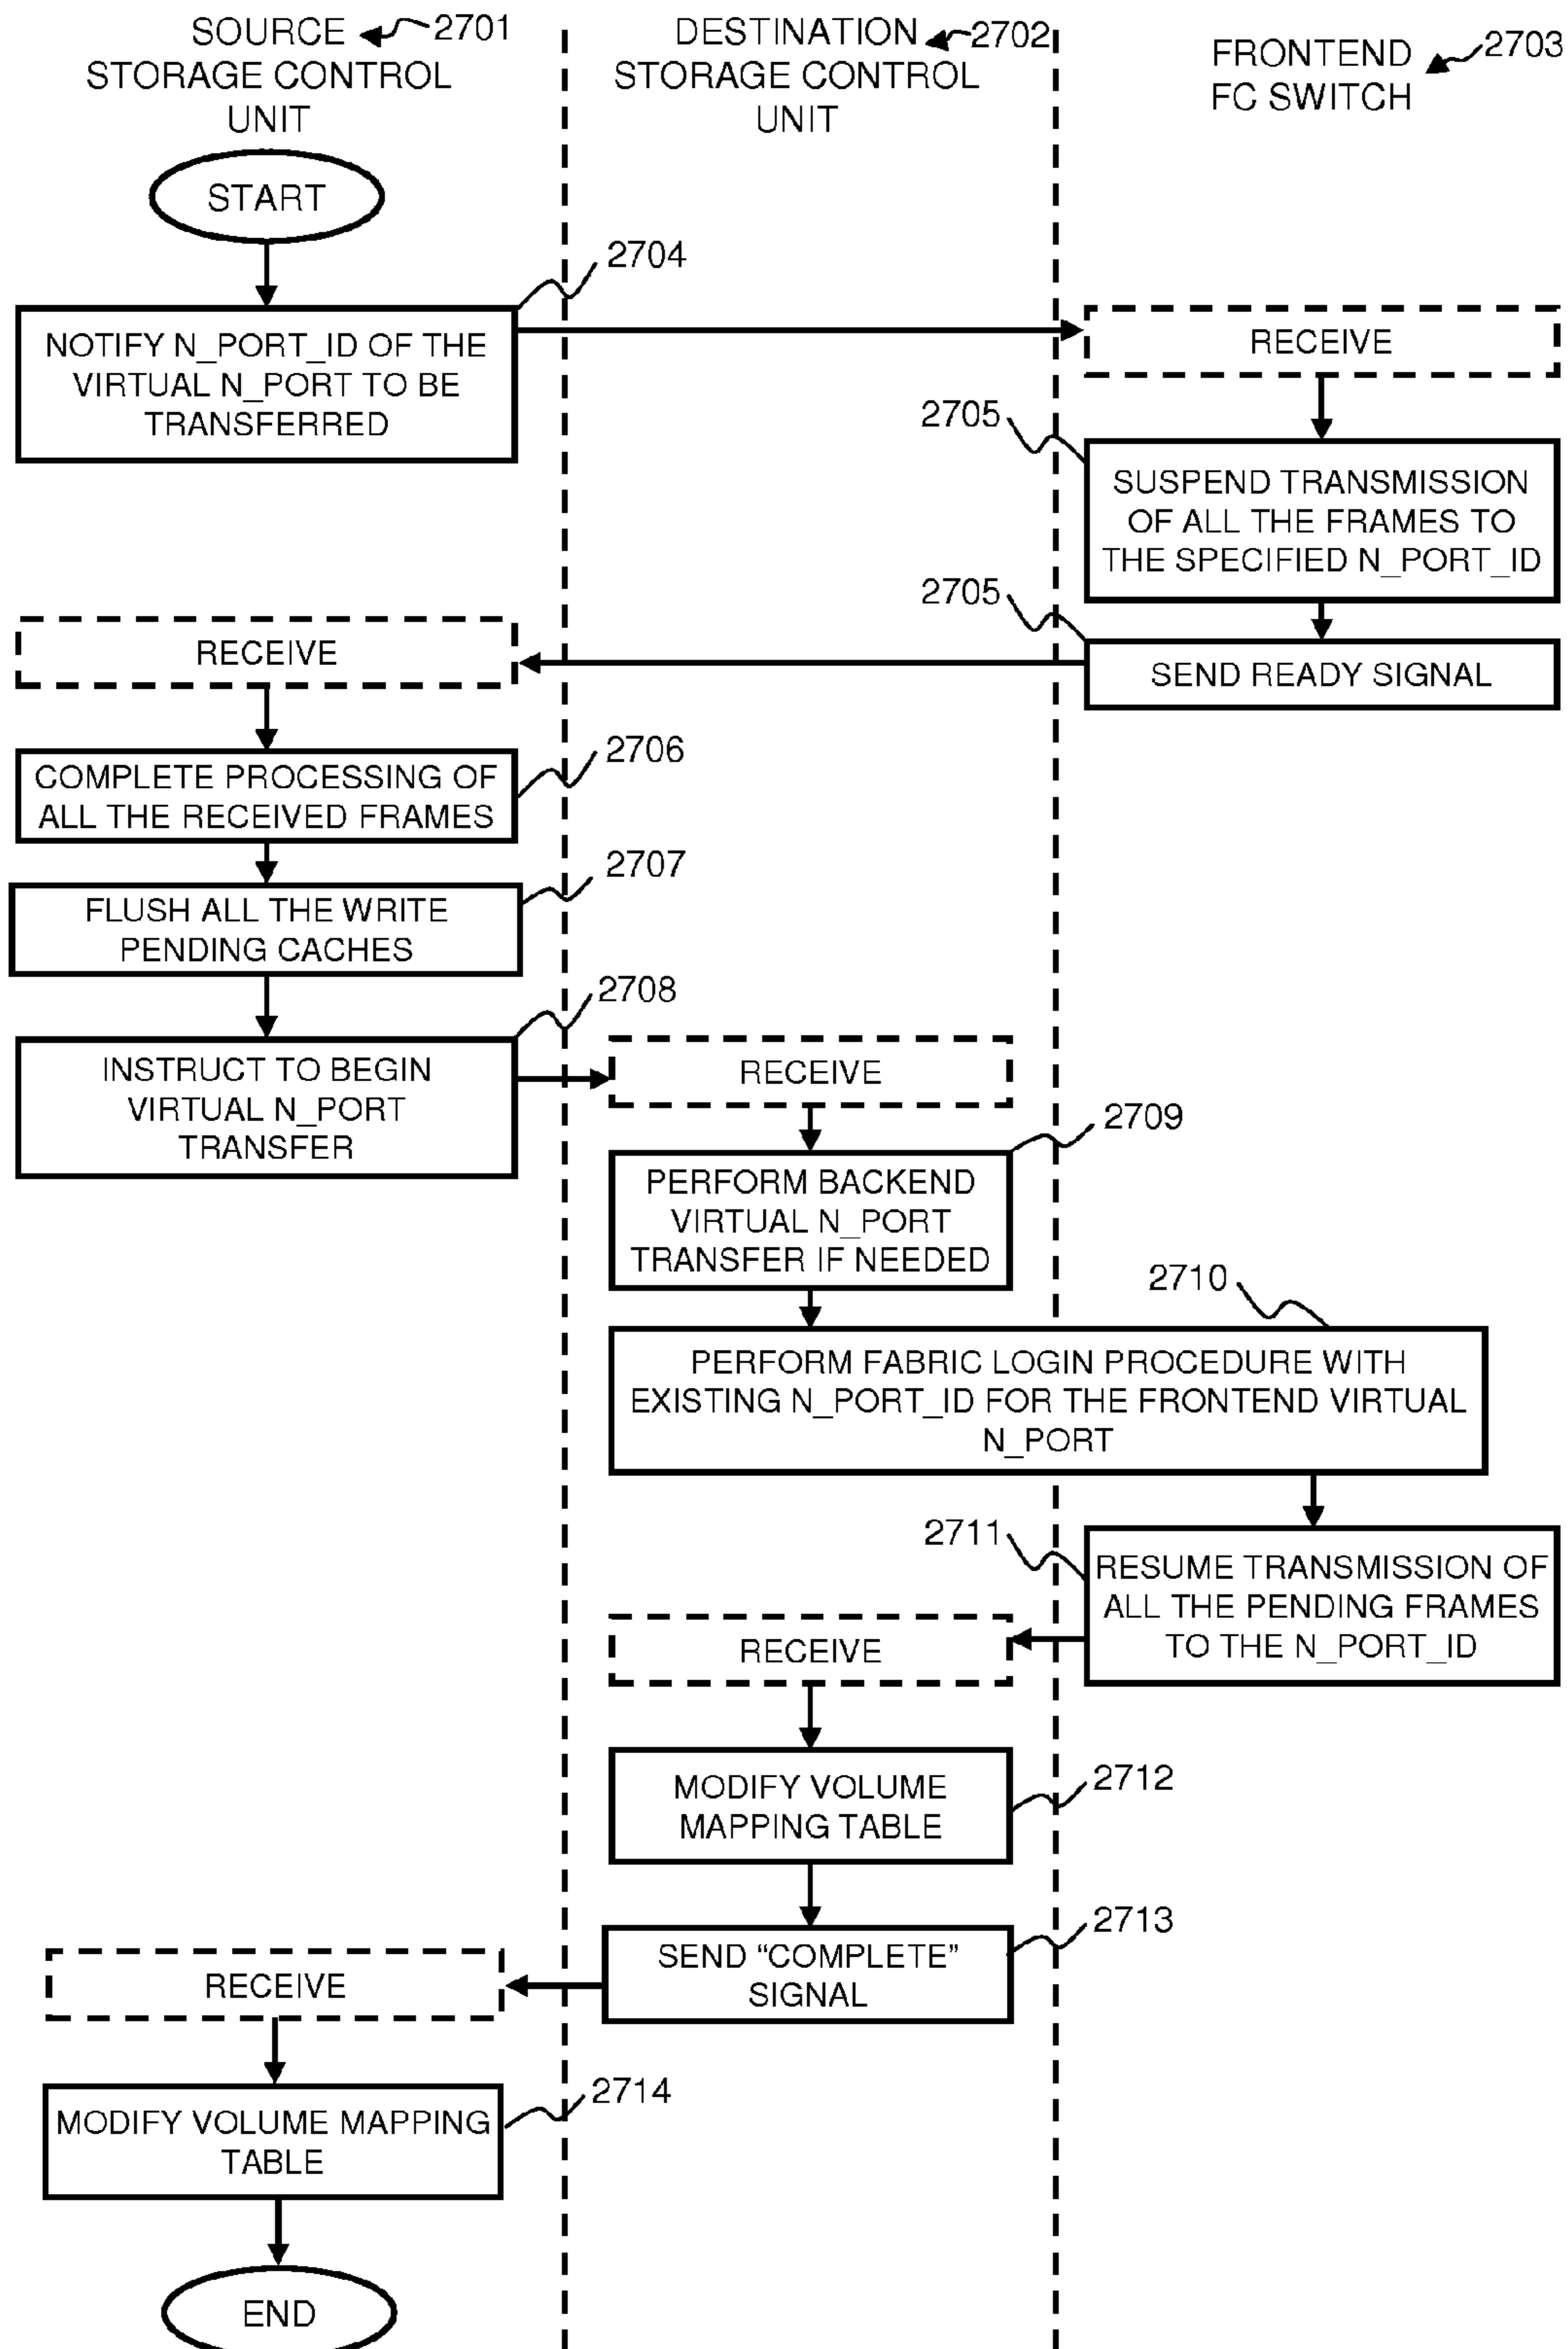 SOURCE
STORAGE CONTROL
UNIT
2701
DESTINATION
STORAGE CONTROL
UNIT
2702
FRONTEND
FC SWITCH
2703
START
2704
NOTIFY N_PORT_ID OF THE
VIRTUAL N_PORT TO BE
TRANSFERRED
RECEIVE
2705
SUSPEND TRANSMISSION
OF ALL THE FRAMES TO
THE SPECIFIED N_PORT_ID
2705
SEND READY SIGNAL
RECEIVE
2706
COMPLETE PROCESSING OF
ALL THE RECEIVED FRAMES
2707
FLUSH ALL THE WRITE
PENDING CACHES
2708
INSTRUCT TO BEGIN
VIRTUAL N_PORT
TRANSFER
RECEIVE
2709
PERFORM BACKEND
VIRTUAL N_PORT
TRANSFER IF NEEDED
2710
PERFORM FABRIC LOGIN PROCEDURE WITH
EXISTING N_PORT_ID FOR THE FRONTEND VIRTUAL
N_PORT
2711
RESUME TRANSMISSION OF
ALL THE PENDING FRAMES
TO THE N_PORT_ID
RECEIVE
MODIFY VOLUME
MAPPING TABLE
2712
SEND “COMPLETE”
SIGNAL
2713
RECEIVE
MODIFY VOLUME MAPPING
TABLE
2714
END